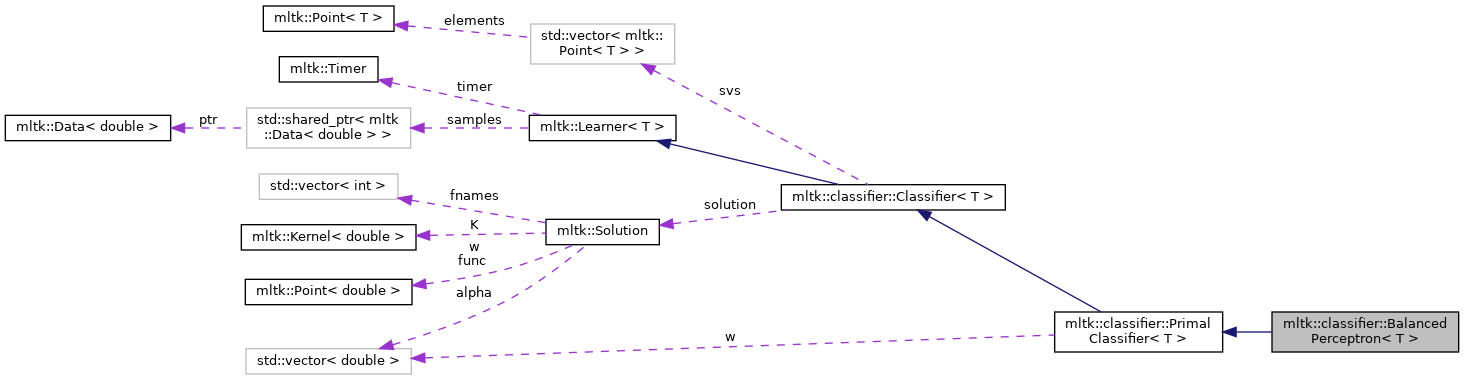 mltk::Point< T >
elements
std::vector< mltk::
Point< T > >
mltk::Timer
timer
svs
mltk::Data< double >
ptr
std::shared_ptr< mltk
::Data< double > >
samples
mltk::Learner< T >
std::vector< int >
fnames
mltk::classifier::Classifier< T >
solution
mltk::Kernel< double >
K
mltk::Solution
w
func
mltk::Point< double >
alpha
mltk::classifier::Primal
Classifier< T >
mltk::classifier::Balanced
Perceptron< T >
w
std::vector< double >